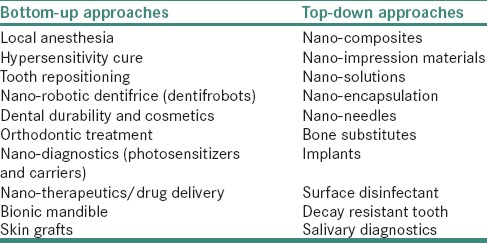 Bottom-up approaches Top-down approaches
Local anesthesia Nano-composites
Hypersensitivity cure Nano-impression materials
Tooth repositioning Nano-solutions
Nano-robotic dentifrice (dentifrobots) Nano-encapsulation
Dental durability and cosmetics Nano-needles
Orthodontic treatment Bone substitutes
Nano-diagnostics (photosensitizers Implants
and carriers)
Nano-therapeutics/drug delivery Surface disinfectant
Bionic mandible Decay resistant tooth
Skin grafts Salivary diagnostics